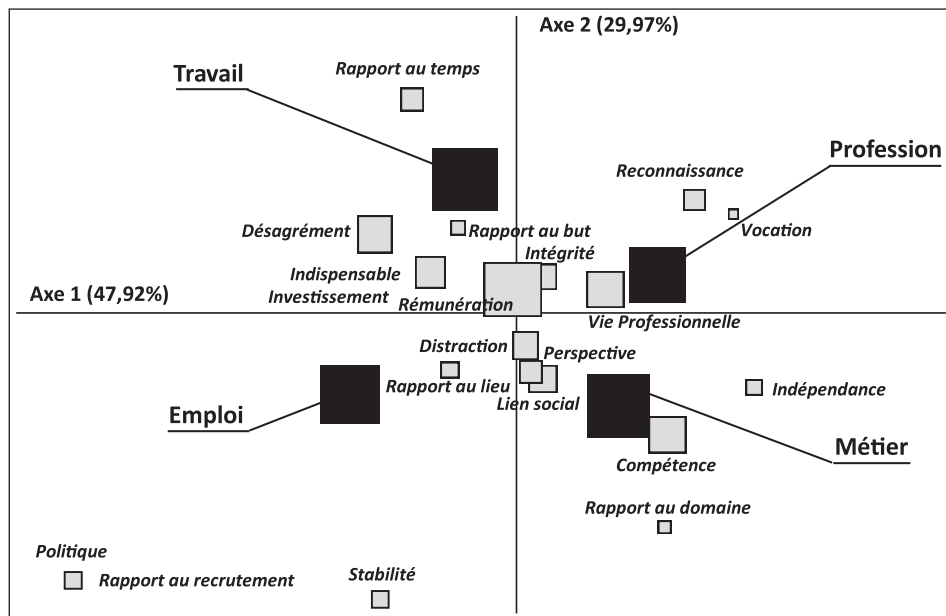 Axe 2 (29,97%)
Travail
Rapport au temps
Profession
Reconnaissance
Vocation
Désagrément
Rapport au but
Intégrité
Indispensable
Investissement
Rémunération
Axe 1 (47,92%)
Vie Professionnelle
Distraction
Perspective
Rapport au lieu
Lien social
Indépendance
Emploi
Métier
Compétence
Rapport au domaine
Politique
Rapport au recrutement
Stabilité